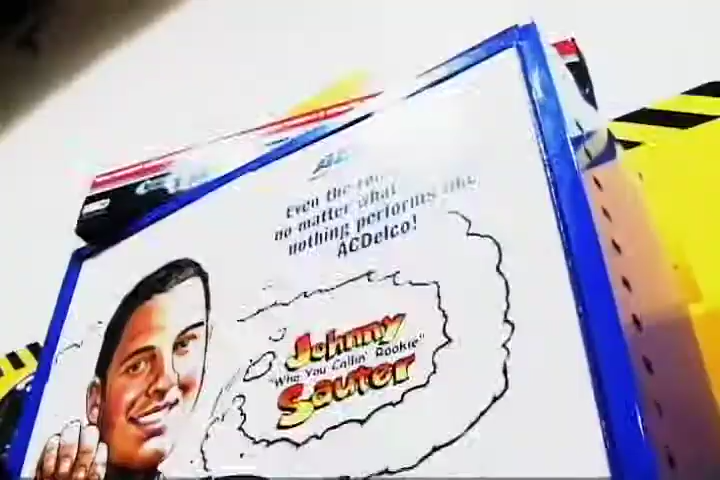 Even the
no matter what
nothing performs like
ACDelco!
Johnny
"Who You Callin' Rookie"
Sauter